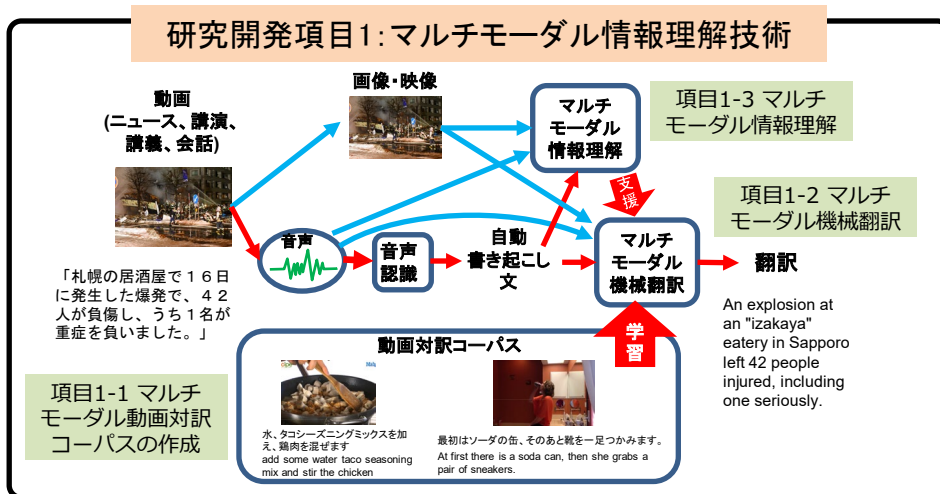 研究開発項目1:マルチモーダル情報理解技術
動画
(ニュース、講演、
講義、会話)
画像・映像
マルチ
モーダル
情報理解
項目1-3 マルチ
モーダル情報理解
支援
項目1-2 マルチ
モーダル機械翻訳
音声
音声
認識
自動
書き起こし
文
マルチ
モーダル
機械翻訳
翻訳
「札幌の居酒屋で16日
に発生した爆発で、42
人が負傷し、うち1名が
重症を負いました。」
An explosion at
an "izakaya"
eatery in Sapporo
left 42 people
injured, including
one seriously.
学習
動画対訳コーパス
項目1-1 マルチ
モーダル動画対訳
コーパスの作成
水、タコシーズニングミックスを加
え、鶏肉を混ぜます
add some water taco seasoning
mix and stir the chicken
最初はソーダの缶、そのあと靴を一足つかみます。
At first there is a soda can, then she grabs a
pair of sneakers.